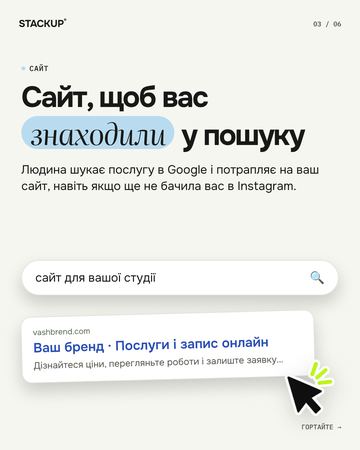 STACKUP®
03 / 06
САЙТ
Сайт, щоб вас
знаходили у пошуку
Людина шукає послугу в Google і потрапляє на ваш
сайт, навіть якщо ще не бачила вас в Instagram.
сайт для вашої студії
vashbrend.com
Ваш бренд · Послуги і запис онлайн
Дізнайтеся ціни, перегляньте роботи і залиште заявку…
ГОРТАЙТЕ →